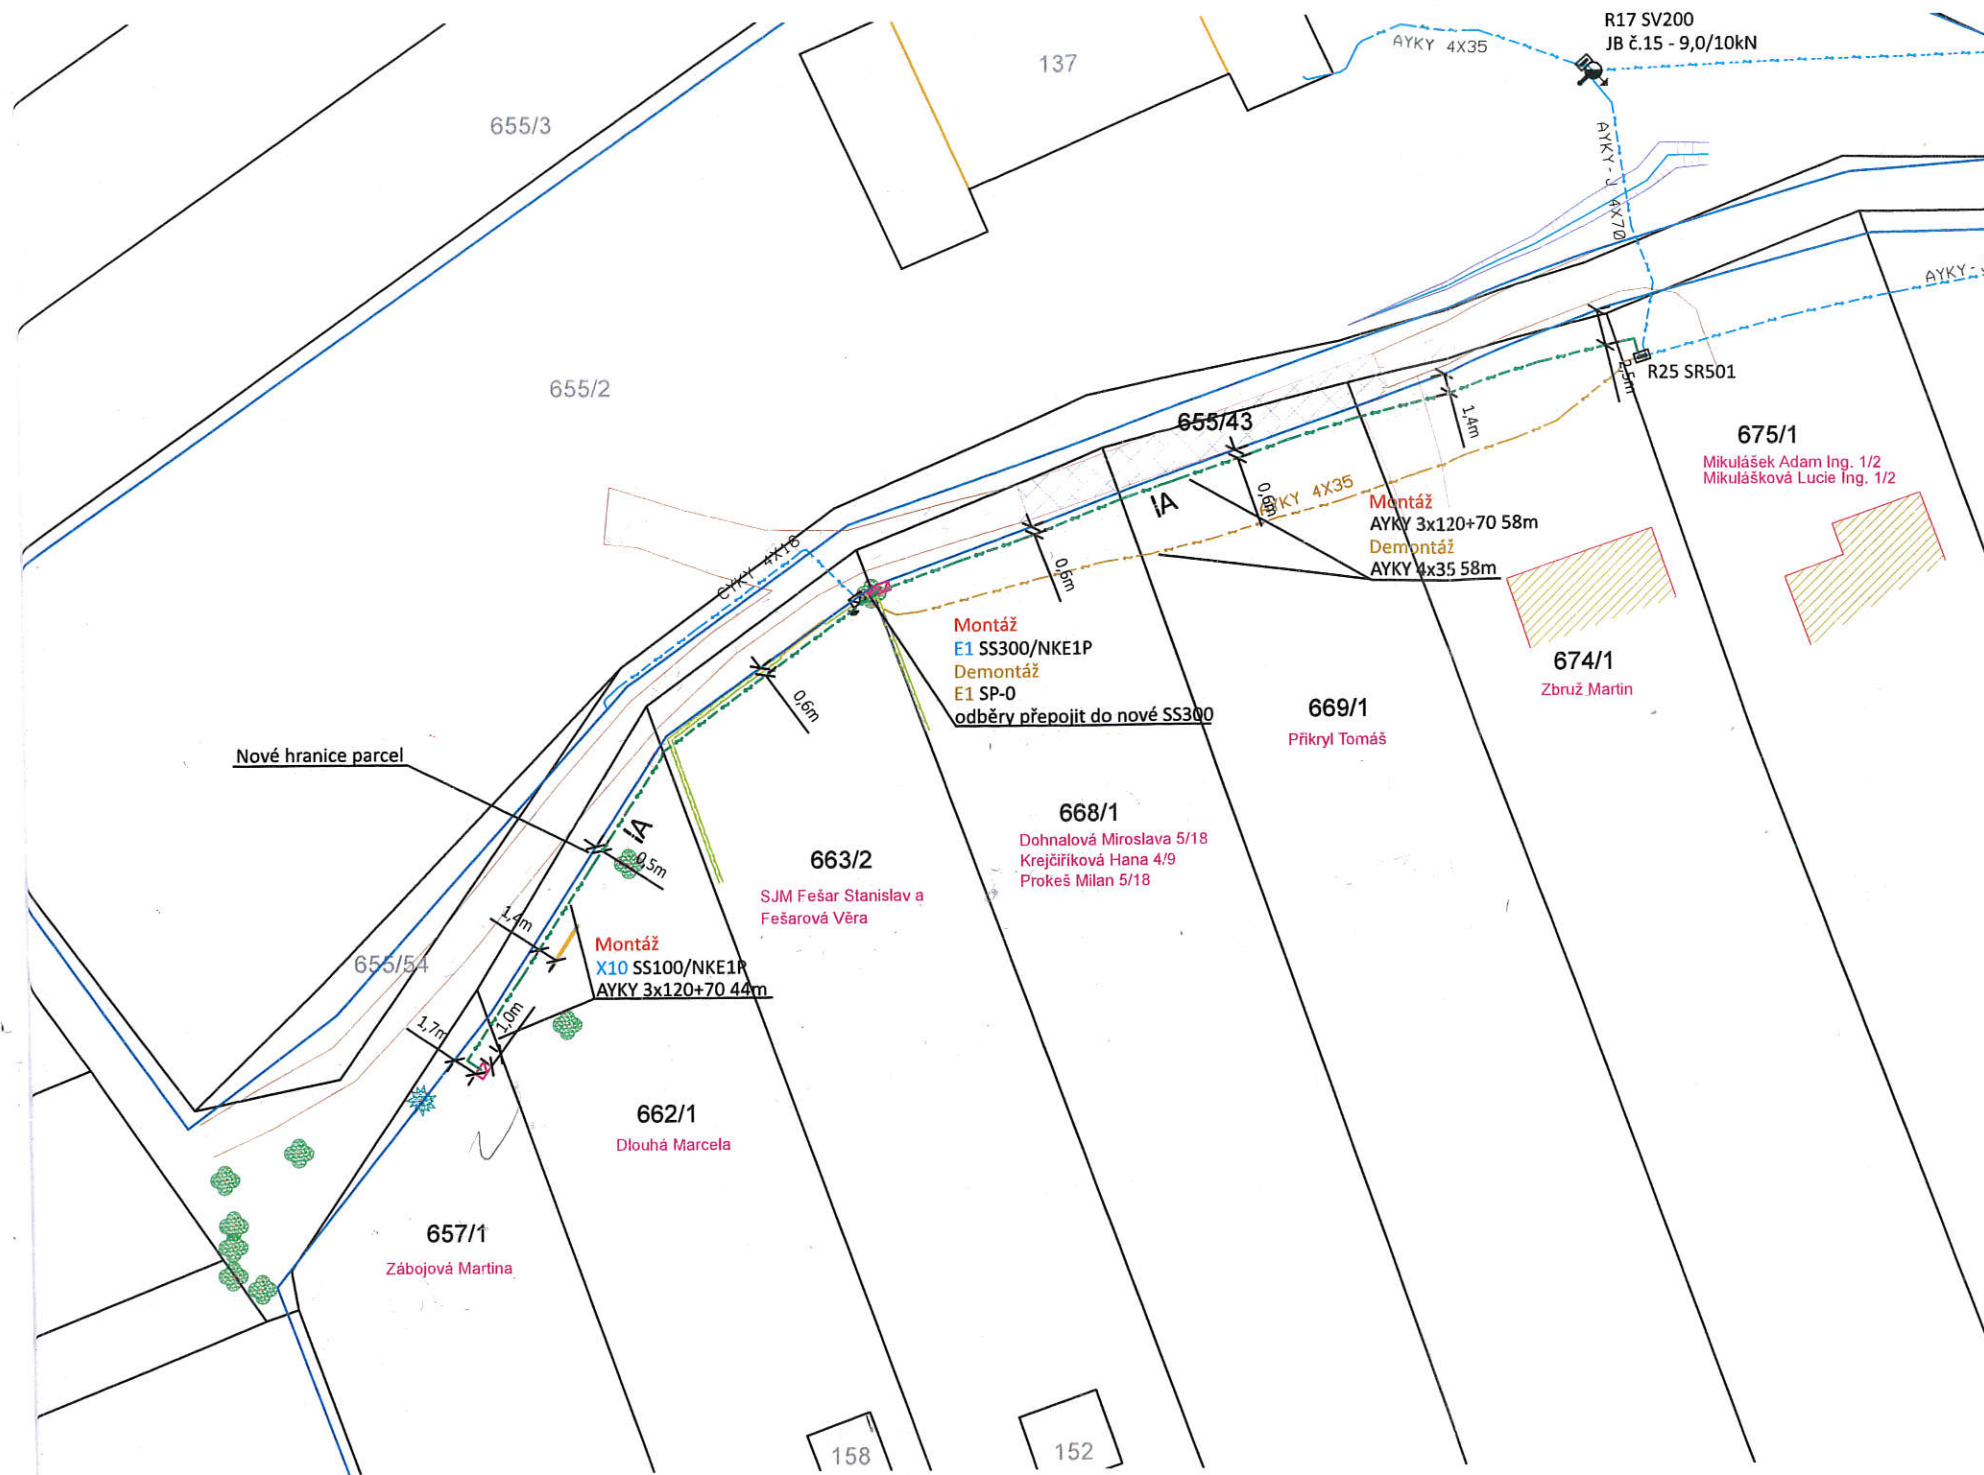 R17 SV200
JB č.15 - 9,0/10kN
AYKY 4X35
137
655/3
AYKY-J 4X70
AYKY-
655/2
R25 SR501
2,5m
655/43
1,4m
675/1
Mikulášek Adam Ing. 1/2
Mikulášková Lucie Ing. 1/2
0,6m
AYKY 4X35
IA
Montáž
AYKY 3x120+70 58m
Demontáž
AYKY 4x35 58m
CYKY 4X16
0,6m
Montáž
E1 SS300/NKE1P
Demontáž
E1 SP-0
odběry přepojit do nové SS300
674/1
Zbruž Martin
0,6m
669/1
Přikryl Tomáš
Nové hranice parcel
668/1
Dohnalová Miroslava 5/18
Krejčiříková Hana 4/9
Prokeš Milan 5/18
IA
0,5m
663/2
SJM Fešar Stanislav a
Fešarová Věra
1,4m
Montáž
X10 SS100/NKE1P
AYKY 3x120+70 44m
655/54
1,7m
1,0m
662/1
Dlouhá Marcela
657/1
Zábojová Martina
158
152